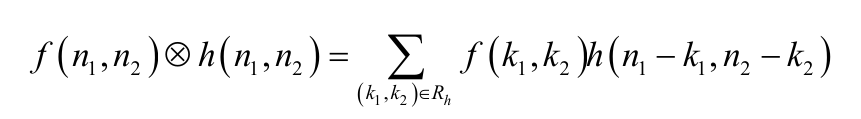 f(n₁,n₂)⊗h(n₁,n₂)=∑_{(k₁,k₂)∈R_h} f(k₁,k₂)h(n₁−k₁,n₂−k₂)